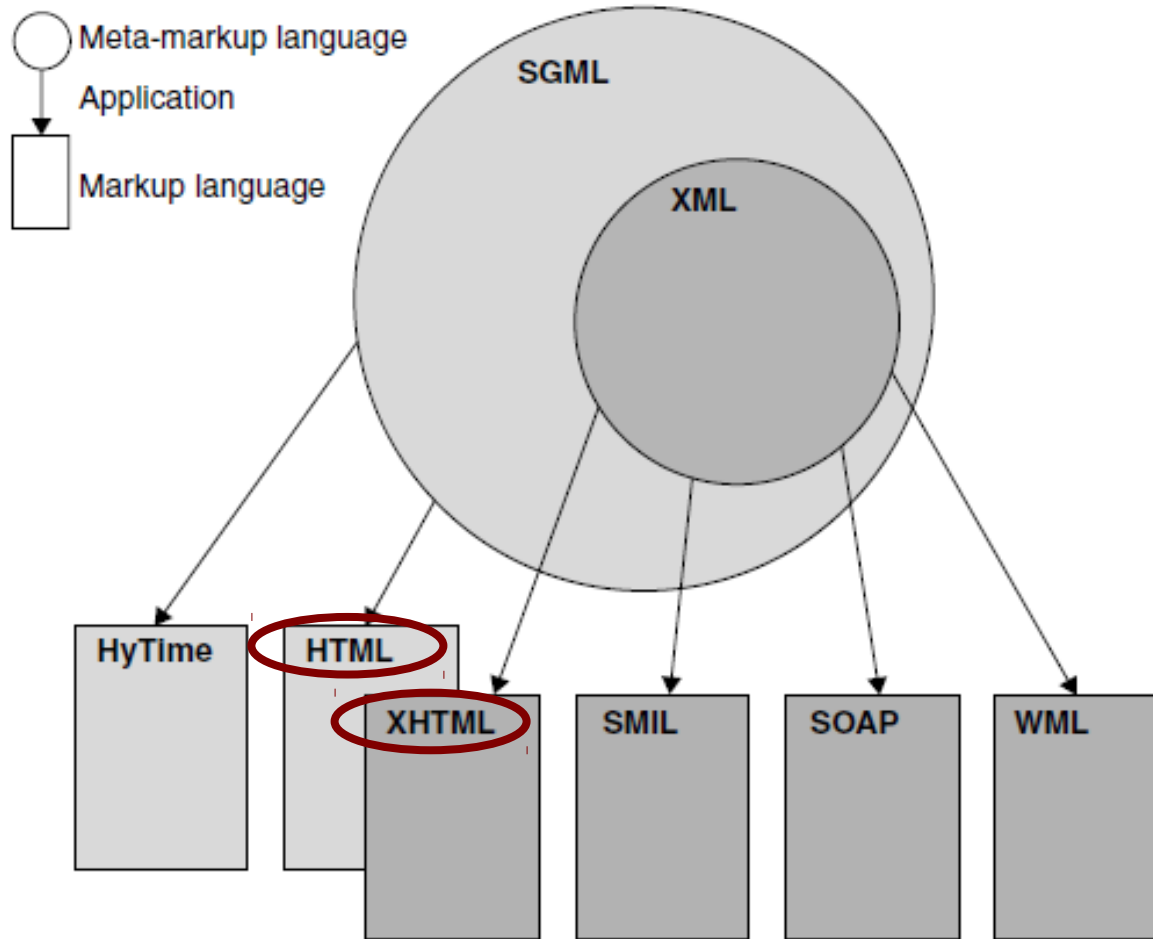 Meta-markup language
Application
Markup language
SGML
XML
HyTime
HTML
XHTML
SMIL
SOAP
WML